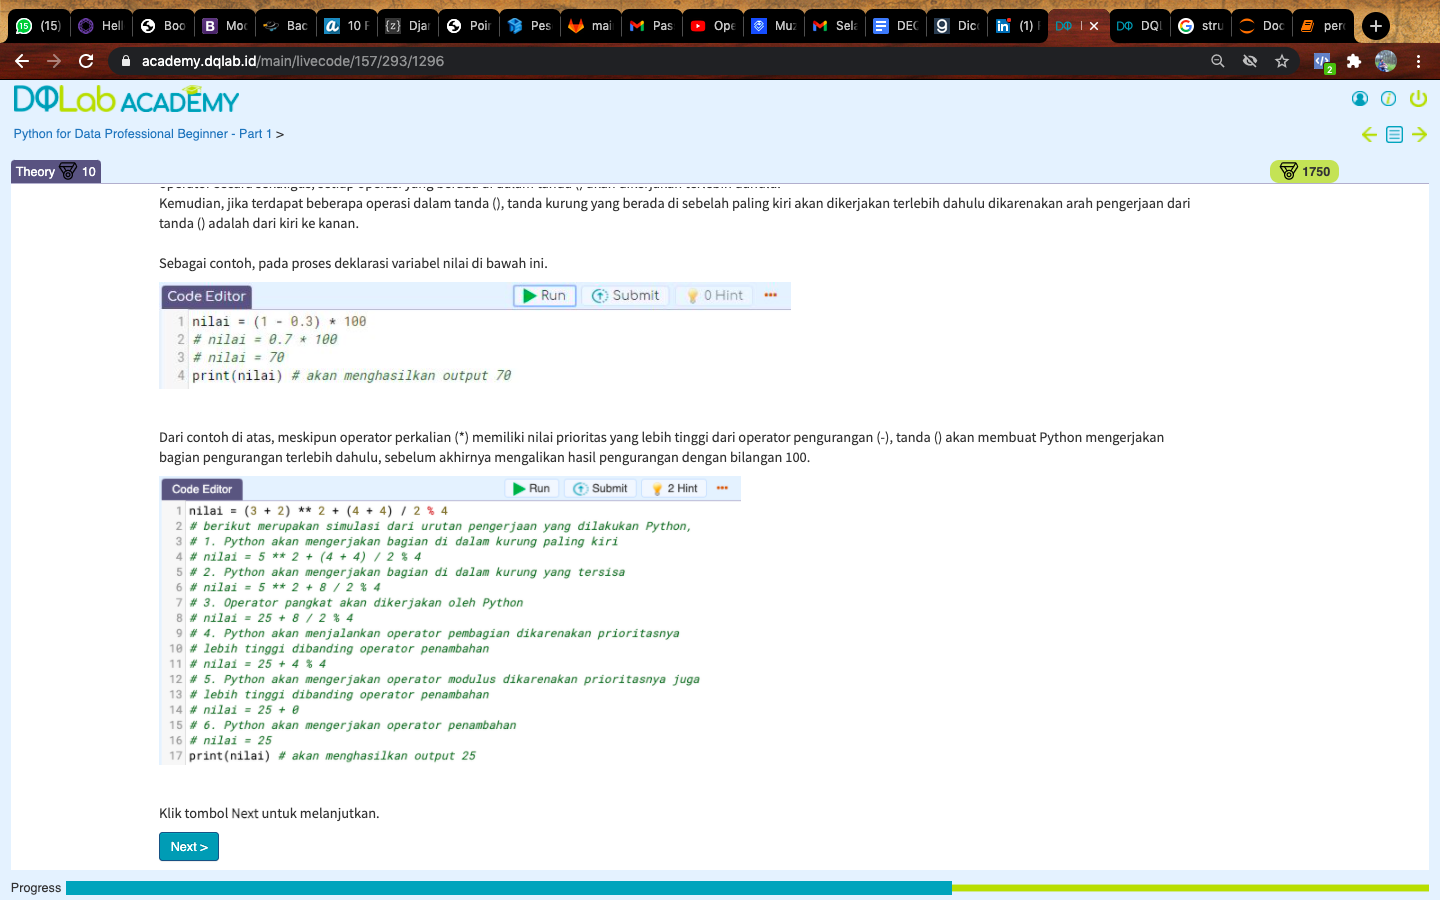 (15)
Hell
Boo
B Moc
Bac
a 10 F
{z} Djar
Poir
Pes
mai
Pas
Ope
Muz
Sela
DEC
Dicc
in (1)
DQ
DQL
stru
Doc
per
academy.dqlab.id/main/livecode/157/293/1296
2
DQLab ACADEMY
Python for Data Professional Beginner - Part 1 >
Theory 10
1750
Kemudian, jika terdapat beberapa operasi dalam tanda (), tanda kurung yang berada di sebelah paling kiri akan dikerjakan terlebih dahulu dikarenakan arah pengerjaan dari
tanda () adalah dari kiri ke kanan.
Sebagai contoh, pada proses deklarasi variabel nilai di bawah ini.
Code Editor Run Submit 0 Hint
1 nilai = (1 - 0.3) * 100
2 # nilai = 0.7 * 100
3 # nilai = 70
4 print(nilai) # akan menghasilkan output 70
Dari contoh di atas, meskipun operator perkalian (*) memiliki nilai prioritas yang lebih tinggi dari operator pengurangan (-), tanda () akan membuat Python mengerjakan
bagian pengurangan terlebih dahulu, sebelum akhirnya mengalikan hasil pengurangan dengan bilangan 100.
Code Editor Run Submit 2 Hint
1 nilai = (3 + 2) ** 2 + (4 + 4) / 2 % 4
2 # berikut merupakan simulasi dari urutan pengerjaan yang dilakukan Python,
3 # 1. Python akan mengerjakan bagian di dalam kurung paling kiri
4 # nilai = 5 ** 2 + (4 + 4) / 2 % 4
5 # 2. Python akan mengerjakan bagian di dalam kurung yang tersisa
6 # nilai = 5 ** 2 + 8 / 2 % 4
7 # 3. Operator pangkat akan dikerjakan oleh Python
8 # nilai = 25 + 8 / 2 % 4
9 # 4. Python akan menjalankan operator pembagian dikarenakan prioritasnya
10 # lebih tinggi dibanding operator penambahan
11 # nilai = 25 + 4 % 4
12 # 5. Python akan mengerjakan operator modulus dikarenakan prioritasnya juga
13 # lebih tinggi dibanding operator penambahan
14 # nilai = 25 + 0
15 # 6. Python akan mengerjakan operator penambahan
16 # nilai = 25
17 print(nilai) # akan menghasilkan output 25
Klik tombol Next untuk melanjutkan.
Next >
Progress